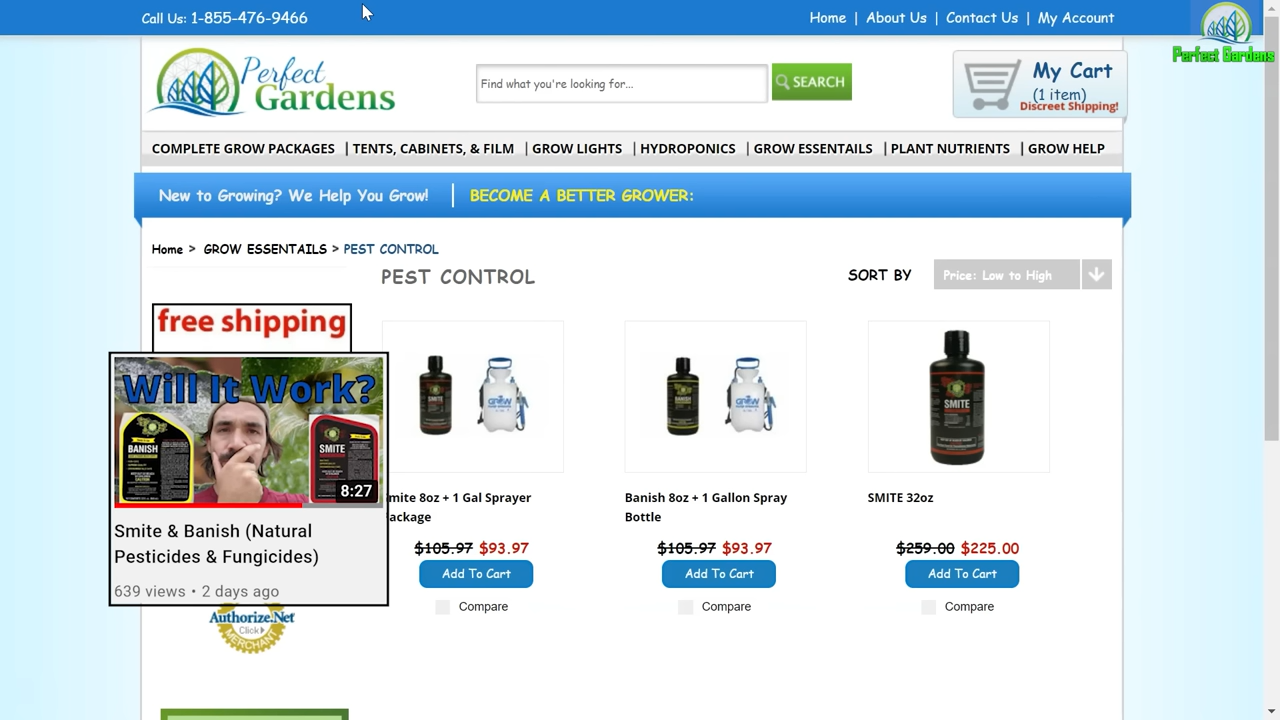 Call Us: 1-855-476-9466
Home | About Us | Contact Us | My Account
Perfect Gardens
Perfect
Gardens
Find what you're looking for...
SEARCH
My Cart
(1 item)
Discreet Shipping!
COMPLETE GROW PACKAGES | TENTS, CABINETS, & FILM | GROW LIGHTS | HYDROPONICS | GROW ESSENTAILS | PLANT NUTRIENTS | GROW HELP
New to Growing? We Help You Grow! | BECOME A BETTER GROWER:
Home > GROW ESSENTAILS > PEST CONTROL
PEST CONTROL
SORT BY
Price: Low to High
free shipping
Will It Work?
BANISH
SMITE
8:27
Smite & Banish (Natural
Pesticides & Fungicides)
639 views • 2 days ago
Authorize.Net
Click
MERCHANT
mite 8oz + 1 Gal Sprayer
ackage
$105.97 $93.97
Add To Cart
Compare
Banish 8oz + 1 Gallon Spray
Bottle
$105.97 $93.97
Add To Cart
Compare
SMITE
SMITE 32oz
$259.00 $225.00
Add To Cart
Compare